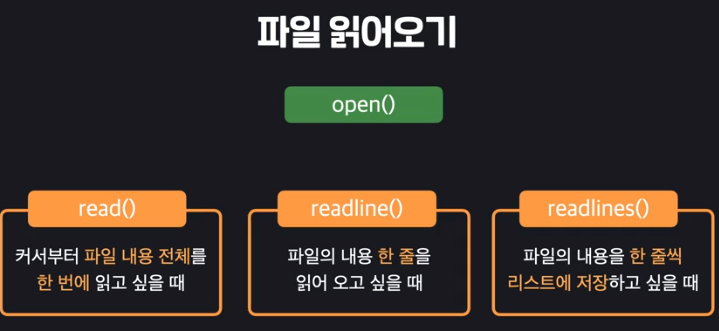 파일 읽어오기
open()
read()
커서부터 파일 내용 전체를
한 번에 읽고 싶을 때
readline()
파일의 내용 한 줄을
읽어 오고 싶을 때
readlines()
파일의 내용을 한 줄씩
리스트에 저장하고 싶을 때